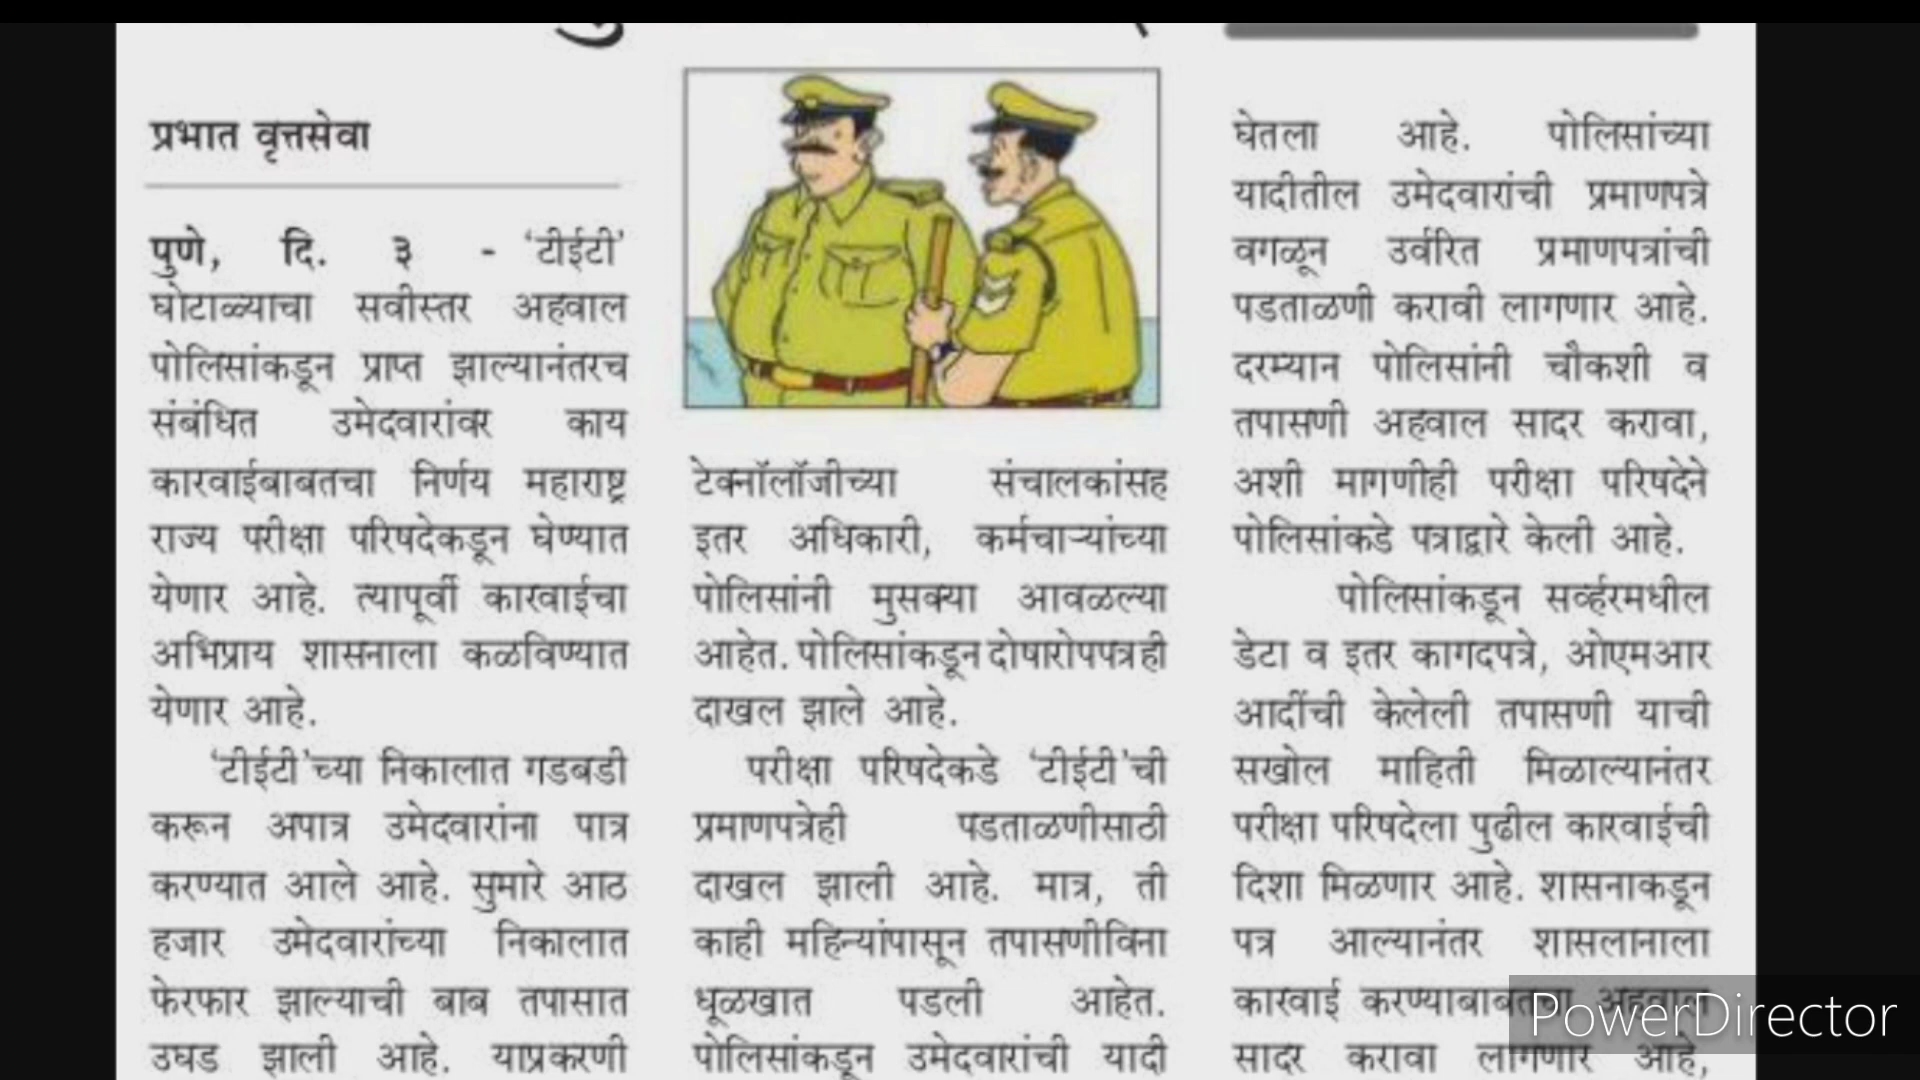 प्रभात वृत्तसेवा
पुणे, दि. ३ - 'टीईटी'
घोटाळ्याचा सवीस्तर अहवाल
पोलिसांकडून प्राप्त झाल्यानंतरच
संबंधित उमेदवारांवर काय
कारवाईबाबतचा निर्णय महाराष्ट्र
राज्य परीक्षा परिषदेकडून घेण्यात
येणार आहे. त्यापूर्वी कारवाईचा
अभिप्राय शासनाला कळविण्यात
येणार आहे.
'टीईटी'च्या निकालात गडबडी
करून अपात्र उमेदवारांना पात्र
करण्यात आले आहे. सुमारे आठ
हजार उमेदवारांच्या निकालात
फेरफार झाल्याची बाब तपासात
उघड झाली आहे. याप्रकरणी
टेक्नॉलॉजीच्या संचालकांसह
इतर अधिकारी, कर्मचाऱ्यांच्या
पोलिसांनी मुसक्या आवळल्या
आहेत. पोलिसांकडून दोषारोपपत्रही
दाखल झाले आहे.
परीक्षा परिषदेकडे 'टीईटी'ची
प्रमाणपत्रेही पडताळणीसाठी
दाखल झाली आहे. मात्र, ती
काही महिन्यांपासून तपासणीविना
धूळखात पडली आहेत.
पोलिसांकडून उमेदवारांची यादी
घेतला आहे. पोलिसांच्या
यादीतील उमेदवारांची प्रमाणपत्रे
वगळून उर्वरित प्रमाणपत्रांची
पडताळणी करावी लागणार आहे.
दरम्यान पोलिसांनी चौकशी व
तपासणी अहवाल सादर करावा,
अशी मागणीही परीक्षा परिषदेने
पोलिसांकडे पत्राद्वारे केली आहे.
पोलिसांकडून सर्व्हरमधील
डेटा व इतर कागदपत्रे, ओएमआर
आदींची केलेली तपासणी याची
सखोल माहिती मिळाल्यानंतर
परीक्षा परिषदेला पुढील कारवाईची
दिशा मिळणार आहे. शासनाकडून
पत्र आल्यानंतर शासलानाला
कारवाई करण्याबाबतचा अहवाल
सादर करावा लागणार आहे,
PowerDirector